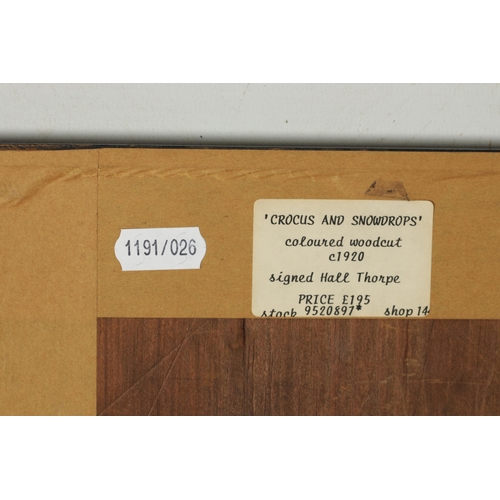 1191/026
'CROCUS AND SNOWDROPS'
coloured woodcut
c1920
signed Hall Thorpe
PRICE £195
stock 9520897* shop 14